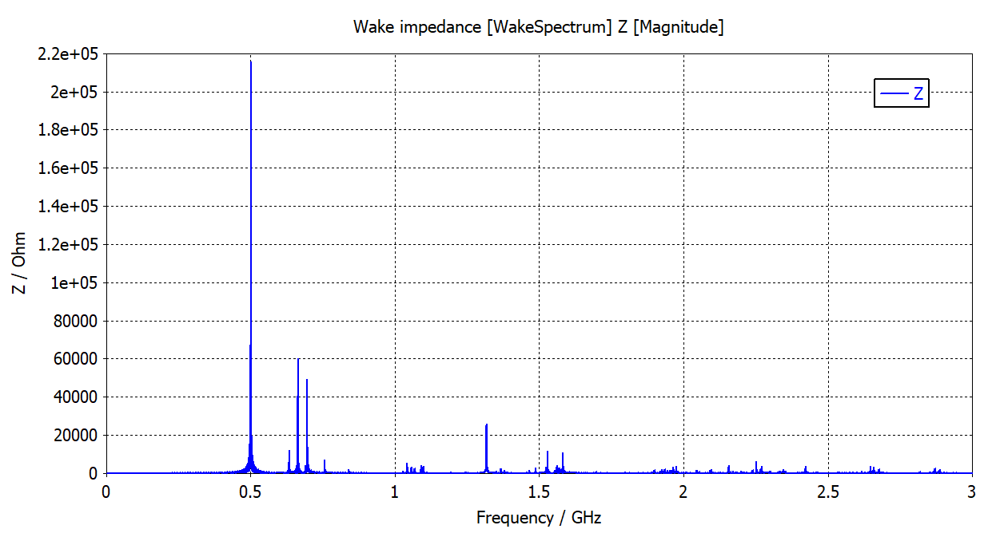 Wake impedance [WakeSpectrum] Z [Magnitude]
2.2e+05
2e+05
1.8e+05
1.6e+05
1.4e+05
1.2e+05
1e+05
80000
60000
40000
20000
0
Z / Ohm
Z
0 0.5 1 1.5 2 2.5 3
Frequency / GHz